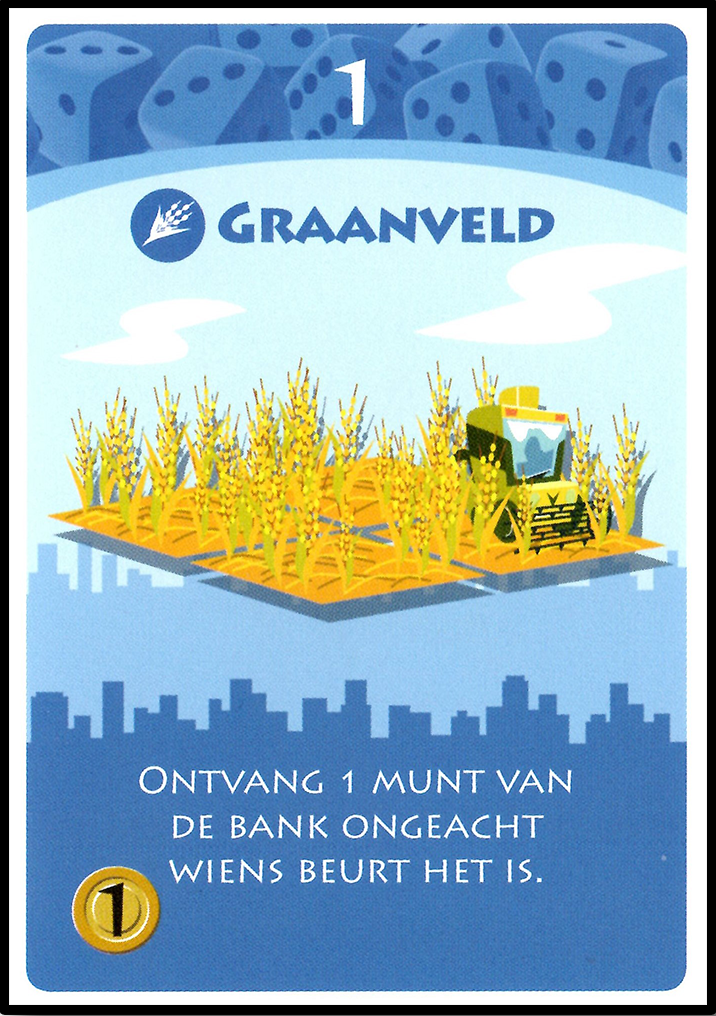 1
GRAANVELD
ONTVANG 1 MUNT VAN
DE BANK ONGEACHT
WIENS BEURT HET IS.
1